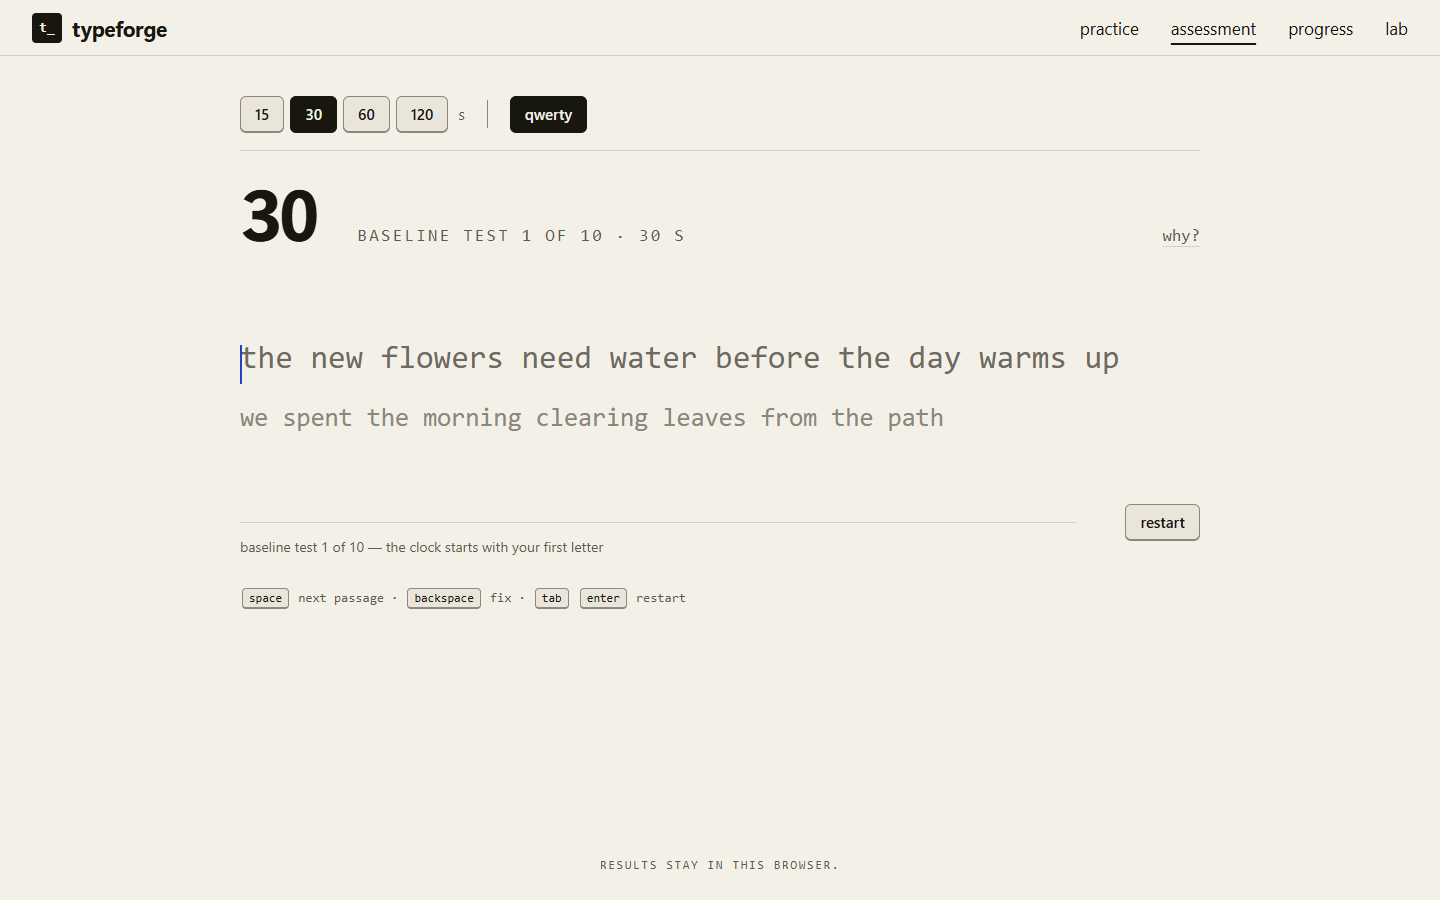 t_ typeforge practice assessment progress lab
15 30 60 120 s qwerty
30 BASELINE TEST 1 OF 10 · 30 S why?
the new flowers need water before the day warms up
we spent the morning clearing leaves from the path
restart
baseline test 1 of 10 — the clock starts with your first letter
space next passage · backspace fix · tab enter restart
RESULTS STAY IN THIS BROWSER.